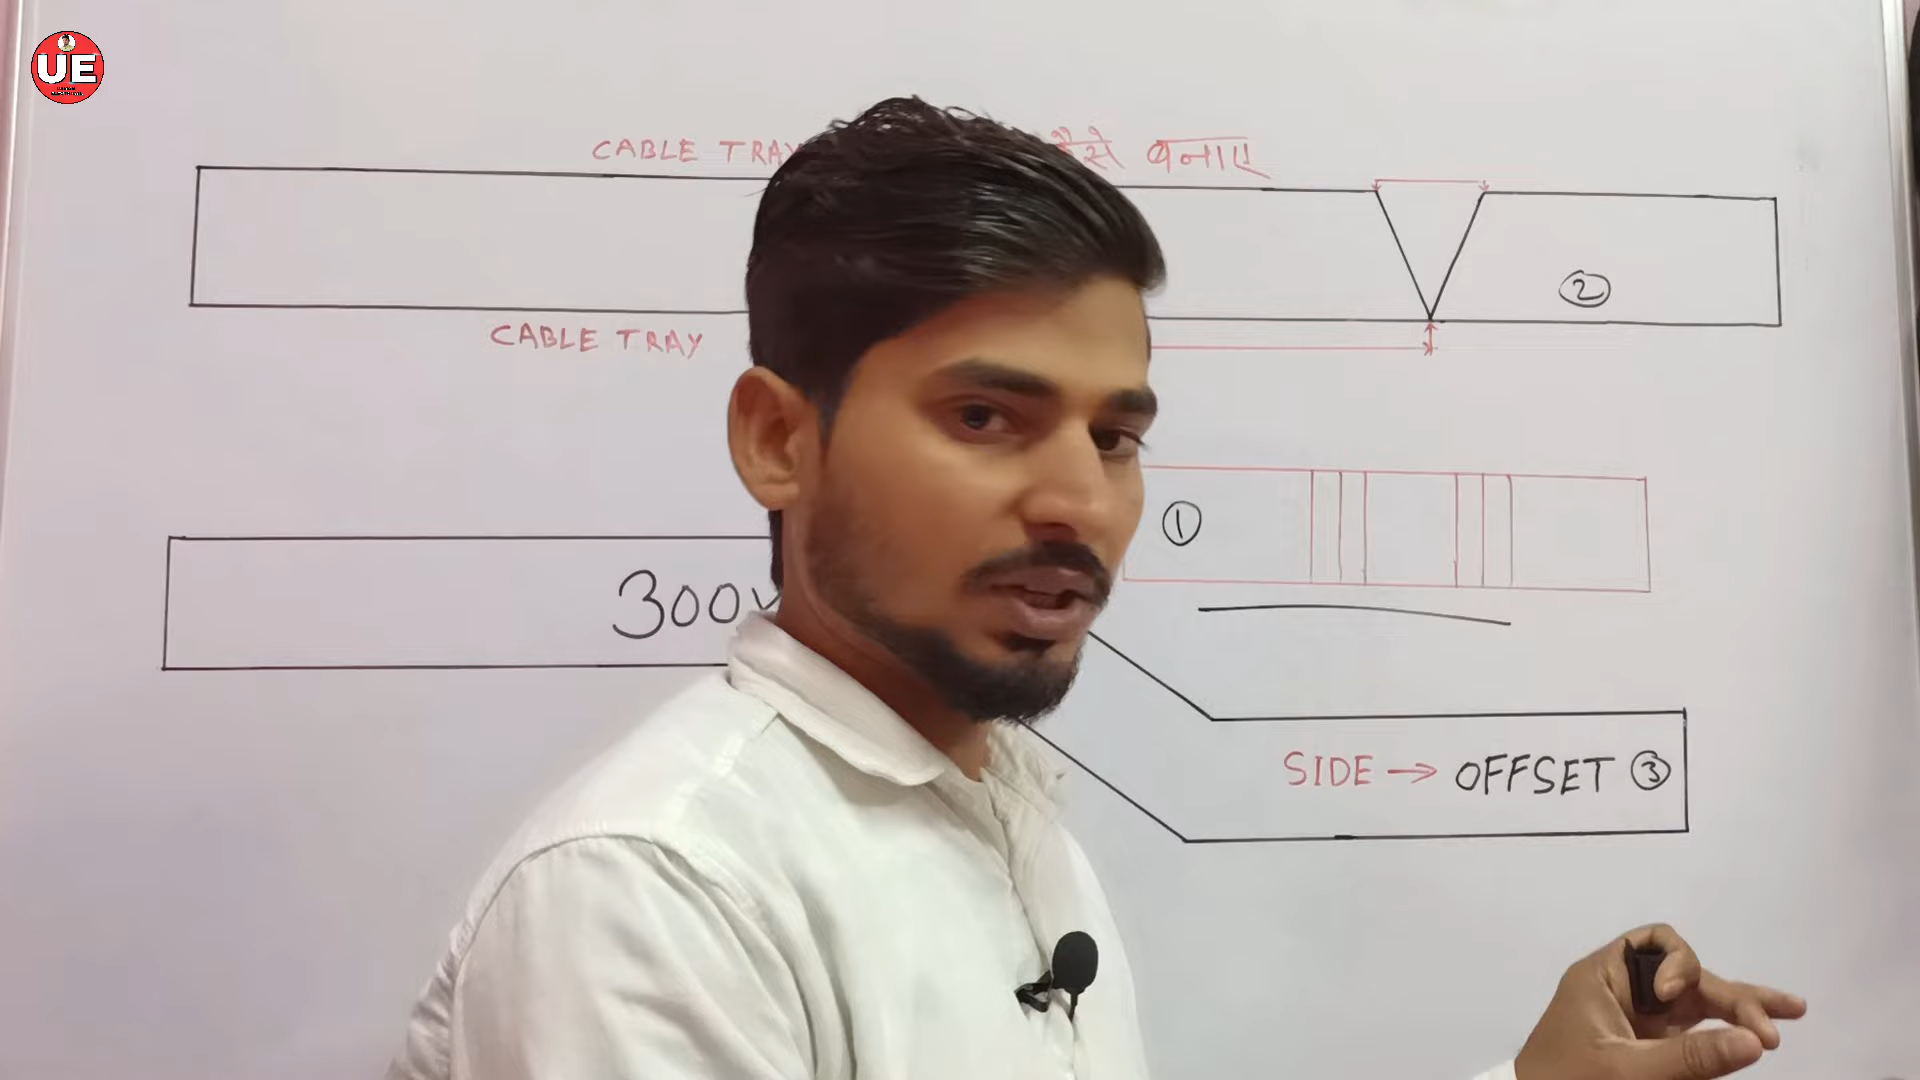 UE
CABLE TRAY कैसे बनाए
②
CABLE TRAY
①
300
SIDE → OFFSET ③